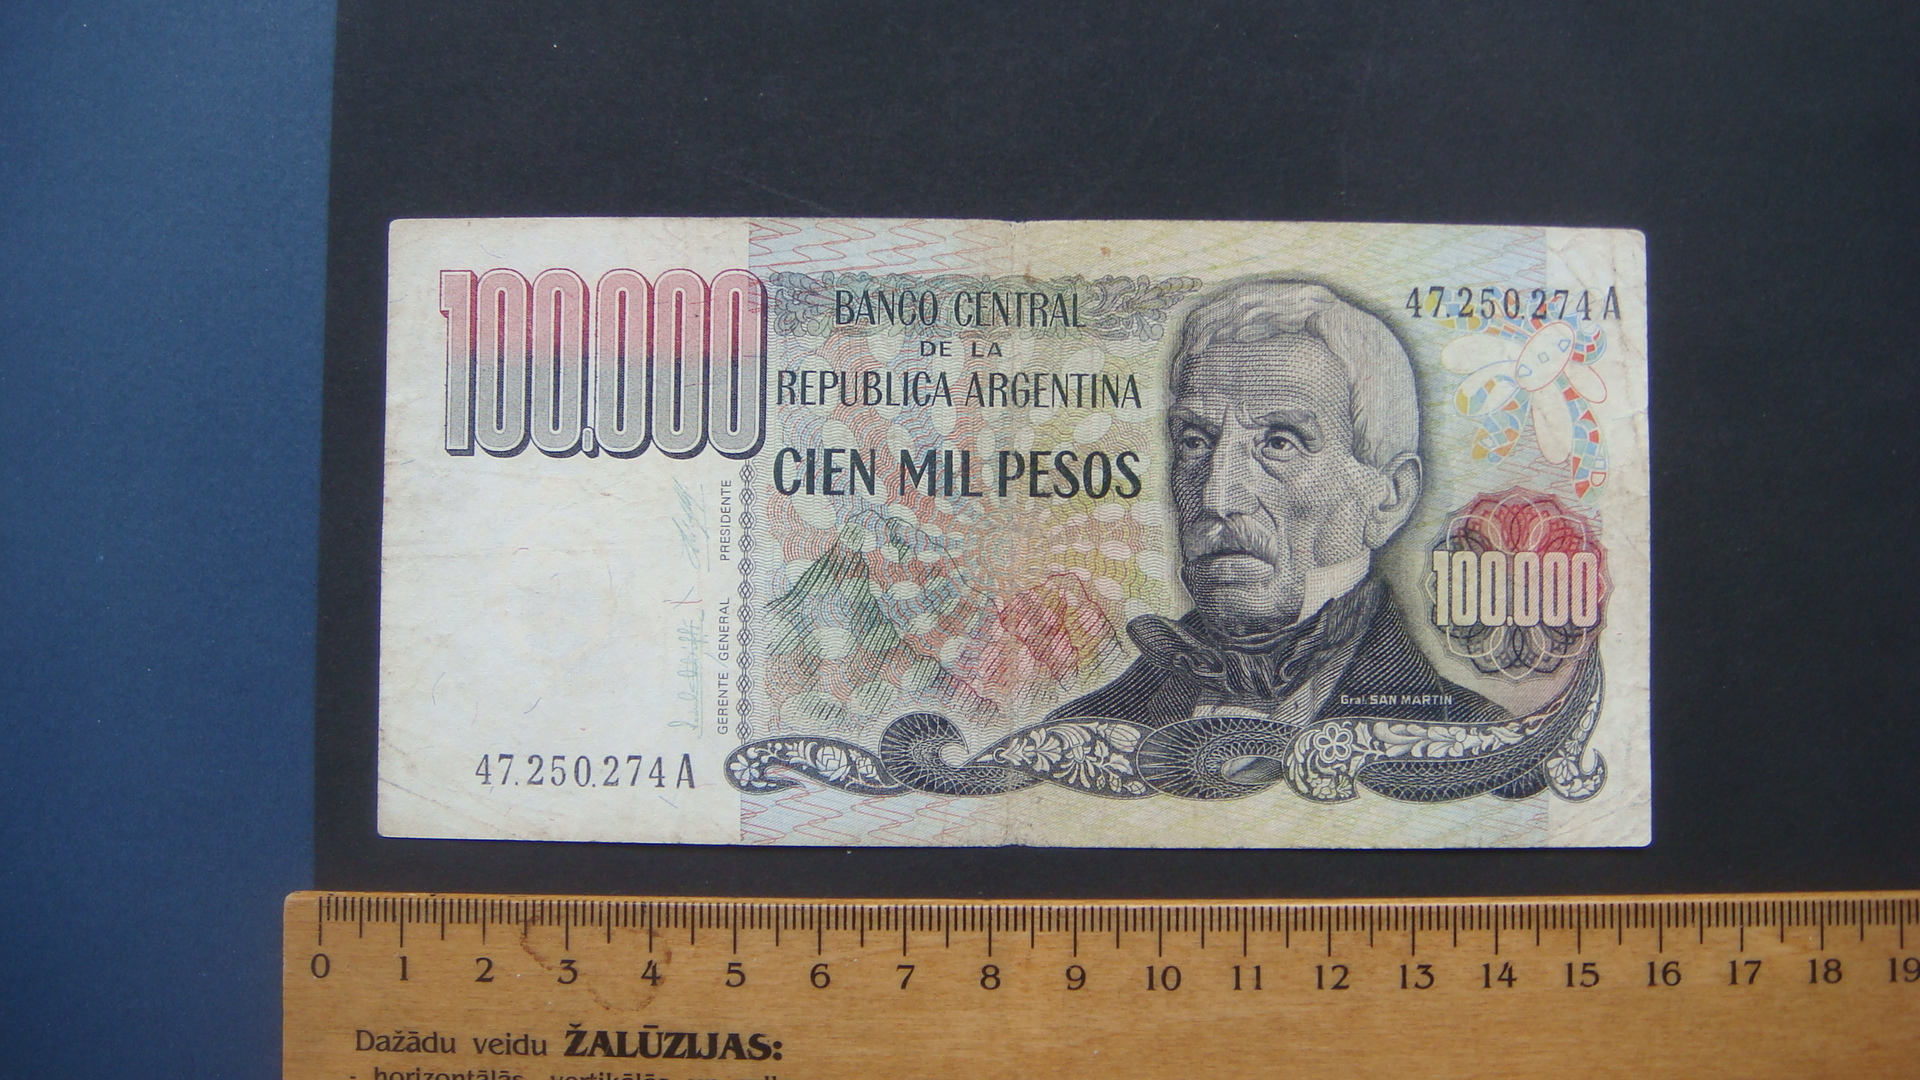 100.000
BANCO CENTRAL
DE LA
REPUBLICA ARGENTINA
CIEN MIL PESOS
47.250.274 A
100.000
PRESIDENTE
GERENTE GENERAL
Gral. SAN MARTIN
47.250.274 A
0 1 2 3 4 5 6 7 8 9 10 11 12 13 14 15 16 17 18 19
Dažādu veidu ŽALŪZIJAS:
- horizontālās, vertikālās